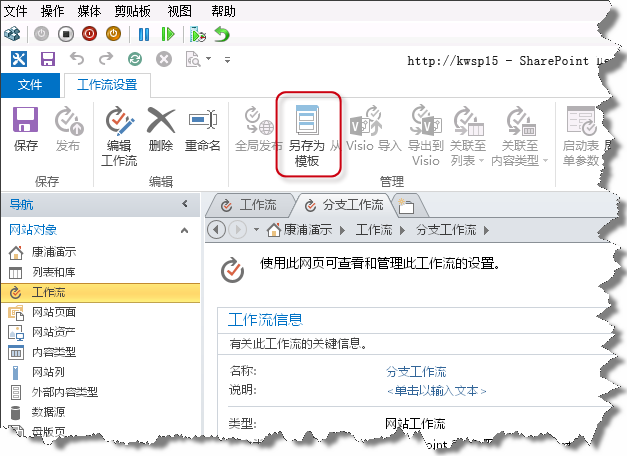 文件 操作 媒体 剪贴板 视图 帮助
http://kwsp15 - SharePoint
文件 工作流设置
保存 发布 编辑工作流 删除 重命名 全局发布 另存为模板 从 Visio 导入 导出到 Visio 关联至列表 关联至内容类型 启动表单参数
保存 编辑 管理
导航
网站对象
康浦演示
列表和库
工作流
网站页面
网站资产
内容类型
网站列
外部内容类型
数据源
母版页
工作流 分支工作流
康浦演示 工作流 分支工作流
使用此网页可查看和管理此工作流的设置。
工作流信息
有关此工作流的关键信息。
名称: 分支工作流
说明: <单击以输入文本>
类型: 网站工作流